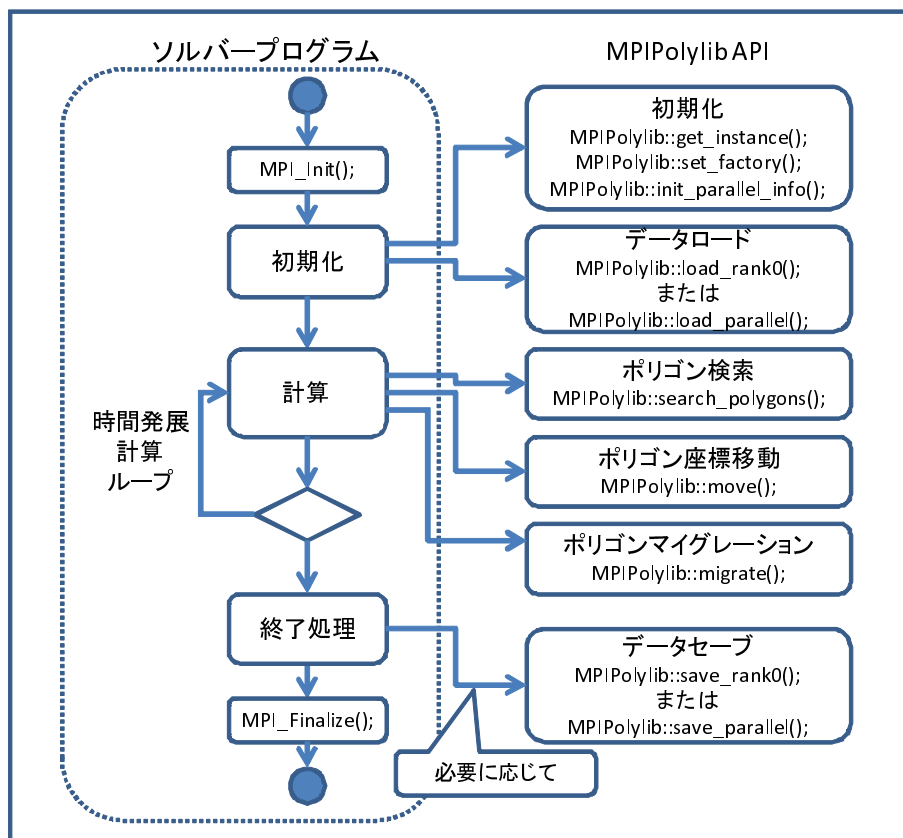 ソルバープログラム
MPIPolylib API
MPI_Init();
初期化
計算
時間発展
計算
ループ
終了処理
MPI_Finalize();
初期化
MPIPolylib::get_instance();
MPIPolylib::set_factory();
MPIPolylib::init_parallel_info();
データロード
MPIPolylib::load_rank0();
または
MPIPolylib::load_parallel();
ポリゴン検索
MPIPolylib::search_polygons();
ポリゴン座標移動
MPIPolylib::move();
ポリゴンマイグレーション
MPIPolylib::migrate();
データセーブ
MPIPolylib::save_rank0();
または
MPIPolylib::save_parallel();
必要に応じて